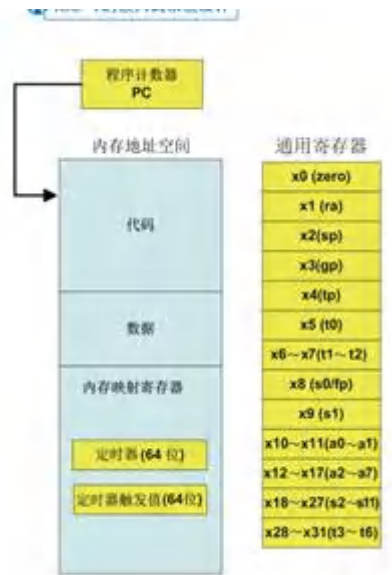 程序计数器
PC
内存地址空间
代码
数据
内存映射寄存器
定时器(64 位)
定时器触发值(64位)
通用寄存器
x0 (zero)
x1 (ra)
x2(sp)
x3(gp)
x4(tp)
x5 (t0)
x6~x7(t1~t2)
x8 (s0/fp)
x9 (s1)
x10~x11(a0~a1)
x12~x17(a2~a7)
x18~x27(s2~s11)
x28~x31(t3~t6)